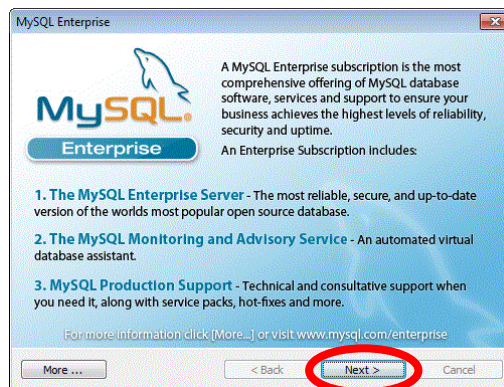 MySQL Enterprise
MySQL®
Enterprise
A MySQL Enterprise subscription is the most
comprehensive offering of MySQL database
software, services and support to ensure your
business achieves the highest levels of reliability,
security and uptime.
An Enterprise Subscription includes:
1. The MySQL Enterprise Server - The most reliable, secure, and up-to-date
version of the worlds most popular open source database.
2. The MySQL Monitoring and Advisory Service - An automated virtual
database assistant.
3. MySQL Production Support - Technical and consultative support when
you need it, along with service packs, hot-fixes and more.
For more information click [More...] or visit www.mysql.com/enterprise
More ...
< Back
Next >
Cancel